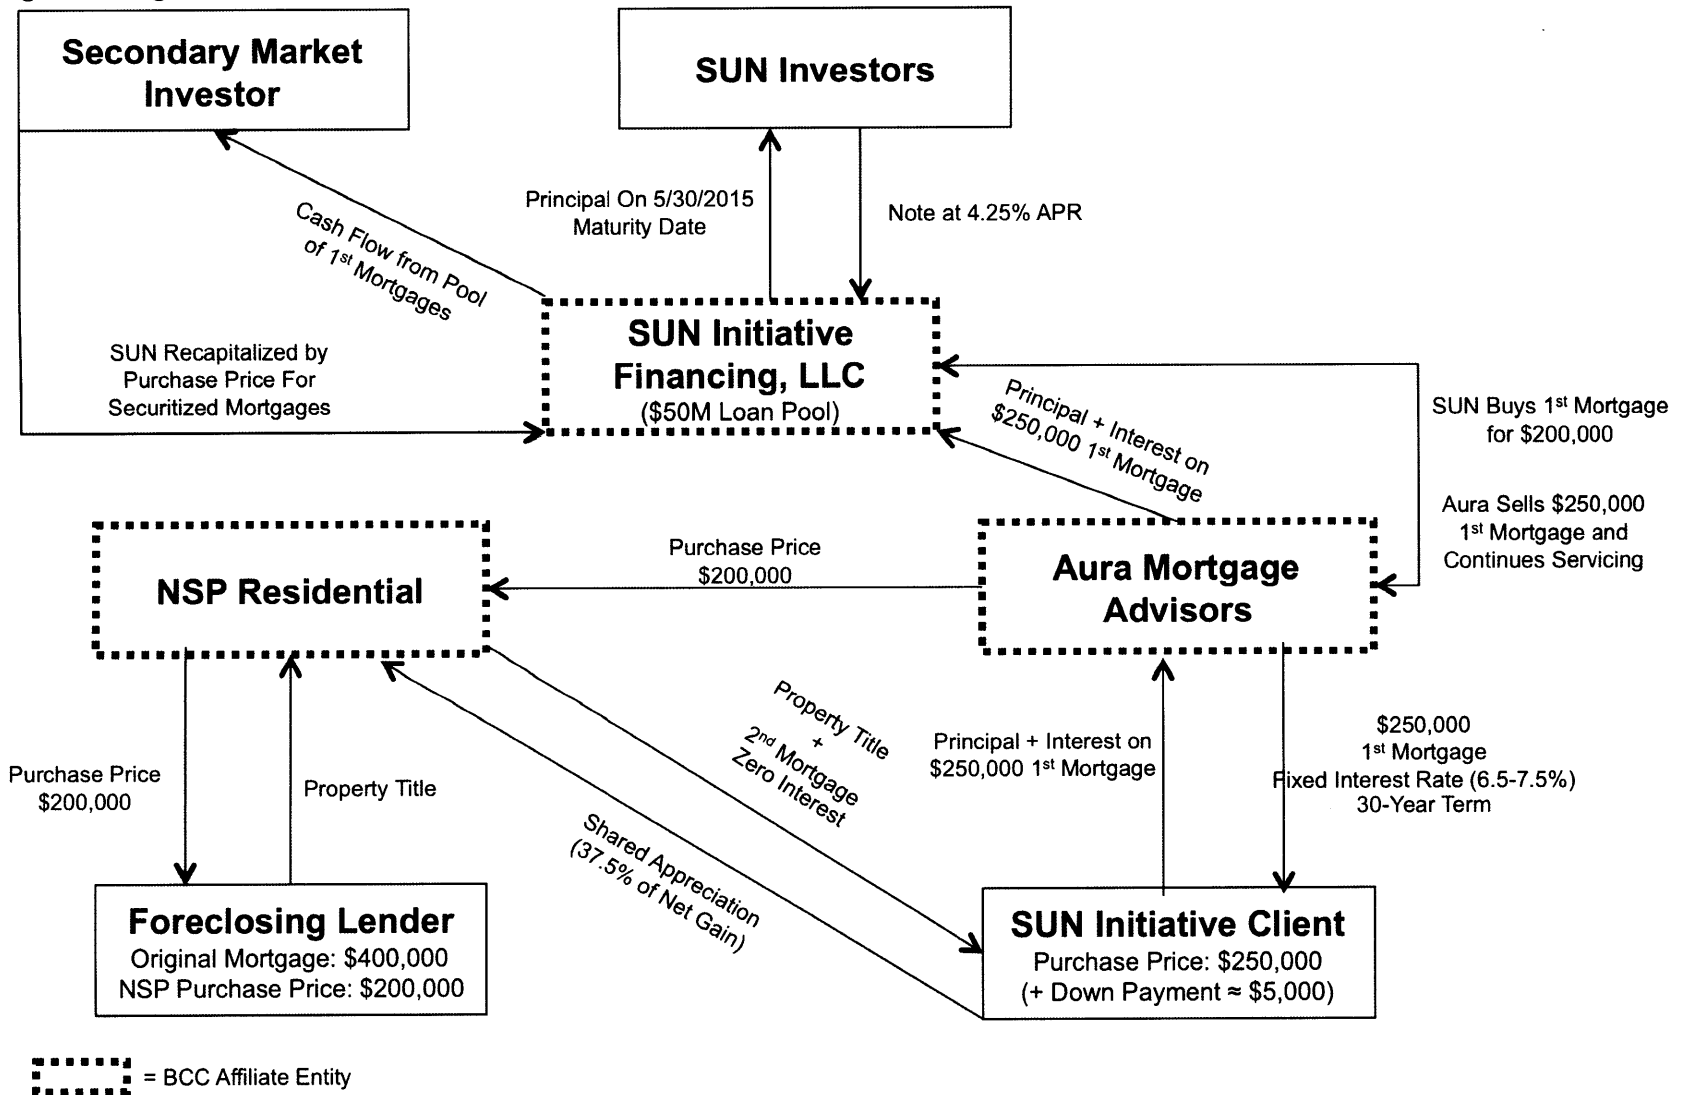 Secondary Market
Investor
SUN Investors
Cash Flow from Pool
of 1st Mortgages
Principal On 5/30/2015
Maturity Date
Note at 4.25% APR
SUN Recapitalized by
Purchase Price For
Securitized Mortgages
SUN Initiative
Financing, LLC
($50M Loan Pool)
Principal + Interest on
$250,000 1st Mortgage
SUN Buys 1st Mortgage
for $200,000
Aura Sells $250,000
1st Mortgage and
Continues Servicing
NSP Residential
Purchase Price
$200,000
Aura Mortgage
Advisors
Purchase Price
$200,000
Property Title
Property Title
+
2nd Mortgage
Zero Interest
Shared Appreciation
(37.5% of Net Gain)
Principal + Interest on
$250,000 1st Mortgage
$250,000
1st Mortgage
Fixed Interest Rate (6.5-7.5%)
30-Year Term
Foreclosing Lender
Original Mortgage: $400,000
NSP Purchase Price: $200,000
SUN Initiative Client
Purchase Price: $250,000
(+ Down Payment ≈ $5,000)
= BCC Affiliate Entity